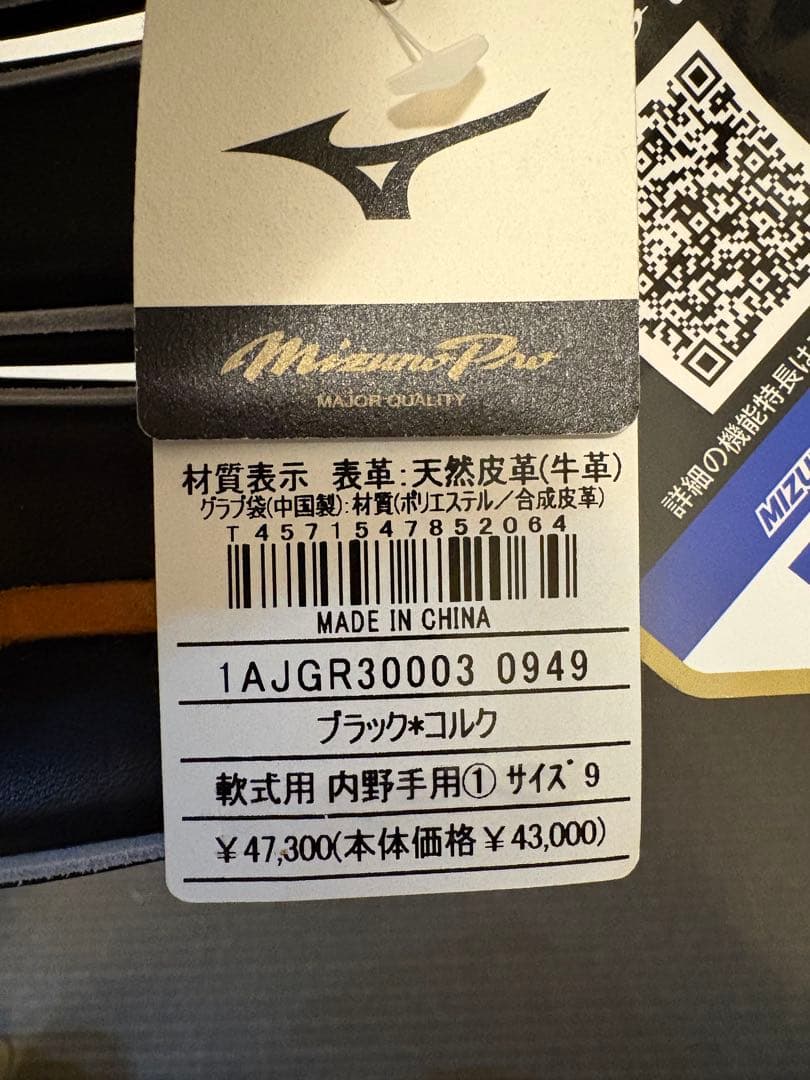 Mizuno Pro
MAJOR QUALITY
材質表示 表革:天然皮革(牛革)
グラブ袋(中国製):材質(ポリエステル/合成皮革)
T 4571547852064
MADE IN CHINA
1AJGR30003 0949
ブラック*コルク
軟式用 内野手用① サイズ 9
¥47,300(本体価格¥43,000)
詳細の機能特長は
MIZU